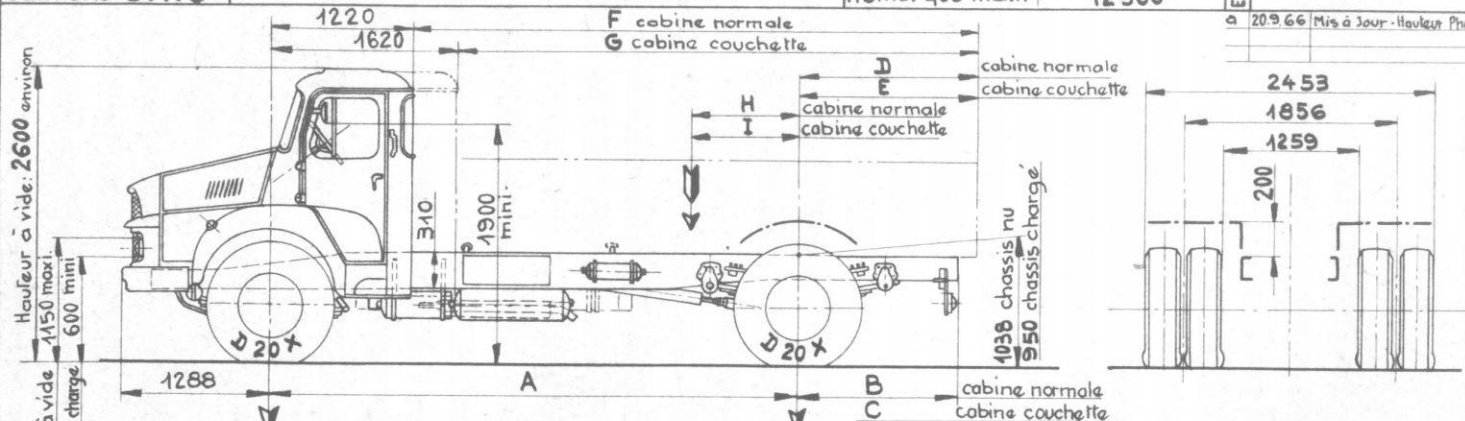 12 500
a 20.9.66 Mis à Jour - Hauteur
1220
F cabine normale
1620
G cabine couchette
D cabine normale
E cabine couchette
H cabine normale
I cabine couchette
2453
1856
1259
200
Hauteur à vide: 2600 environ
à vide 1150 maxi.
charge 600 mini
310
1900 mini.
1038 chassis nu
950 chassis chargé
D 20 X
D 20 X
1288
A
B cabine normale
C cabine couchette